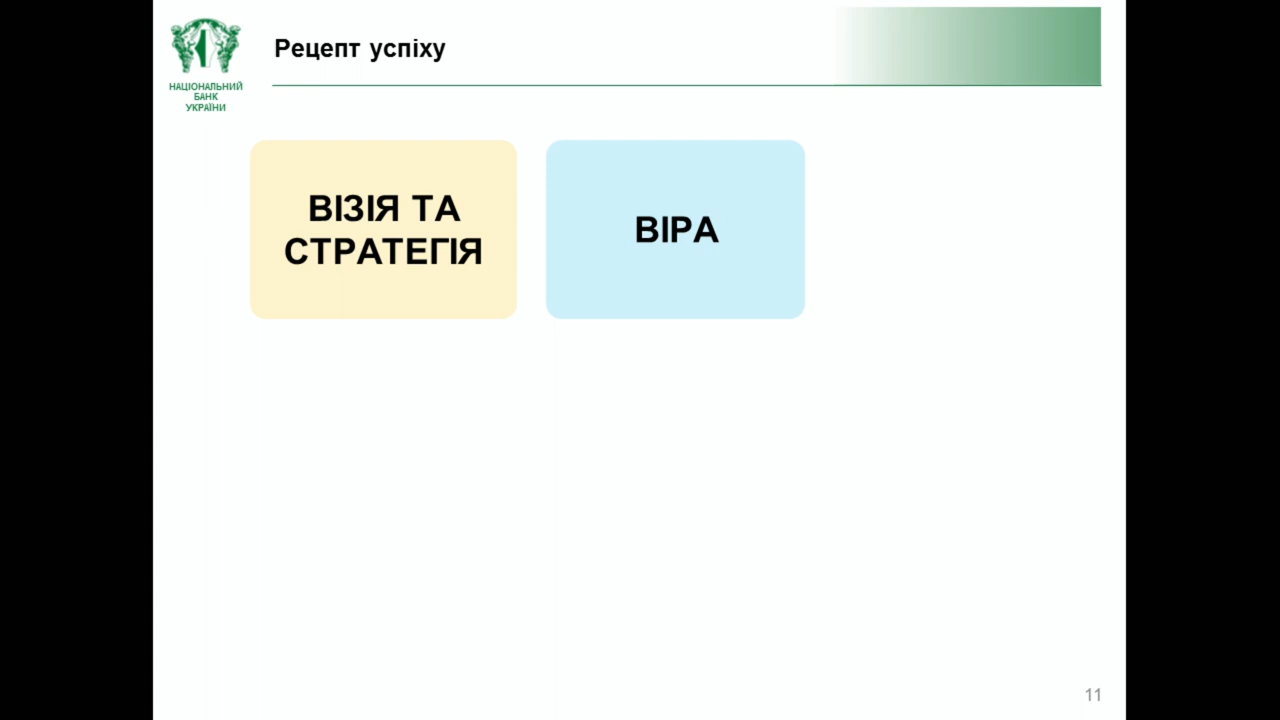 НАЦІОНАЛЬНИЙ
БАНК
УКРАЇНИ
Рецепт успіху
ВІЗІЯ ТА
СТРАТЕГІЯ
ВІРА
11